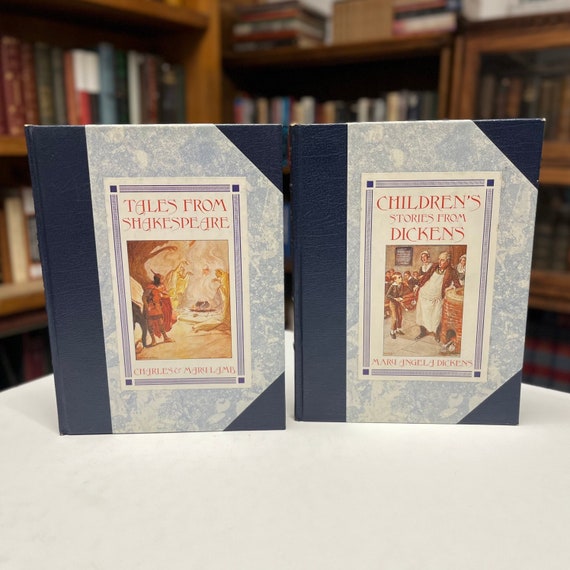 TALES FROM
SHAKESPEARE
CHARLES & MARY LAMB
CHILDREN'S
STORIES FROM
DICKENS
MARY ANGELA DICKENS